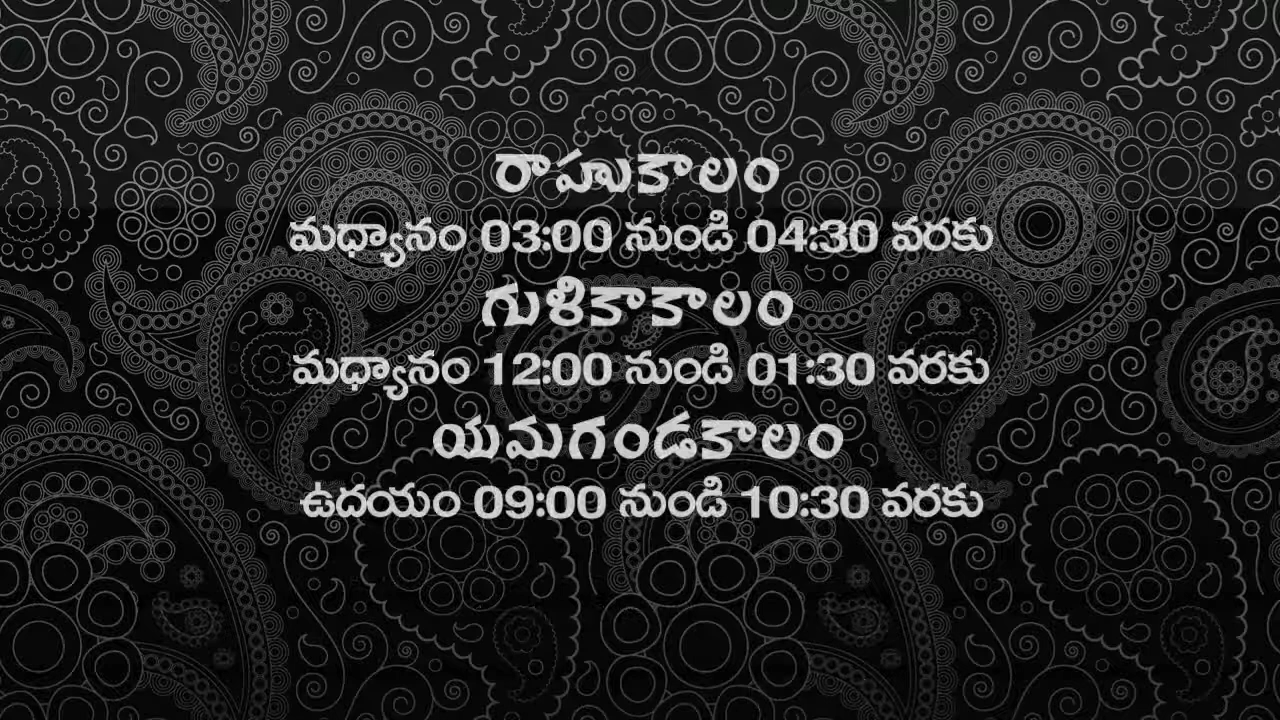 రాహుకాలం
మధ్యానం 03:00 నుండి 04:30 వరకు
గుళికాకాలం
మధ్యానం 12:00 నుండి 01:30 వరకు
యమగండకాలం
ఉదయం 09:00 నుండి 10:30 వరకు